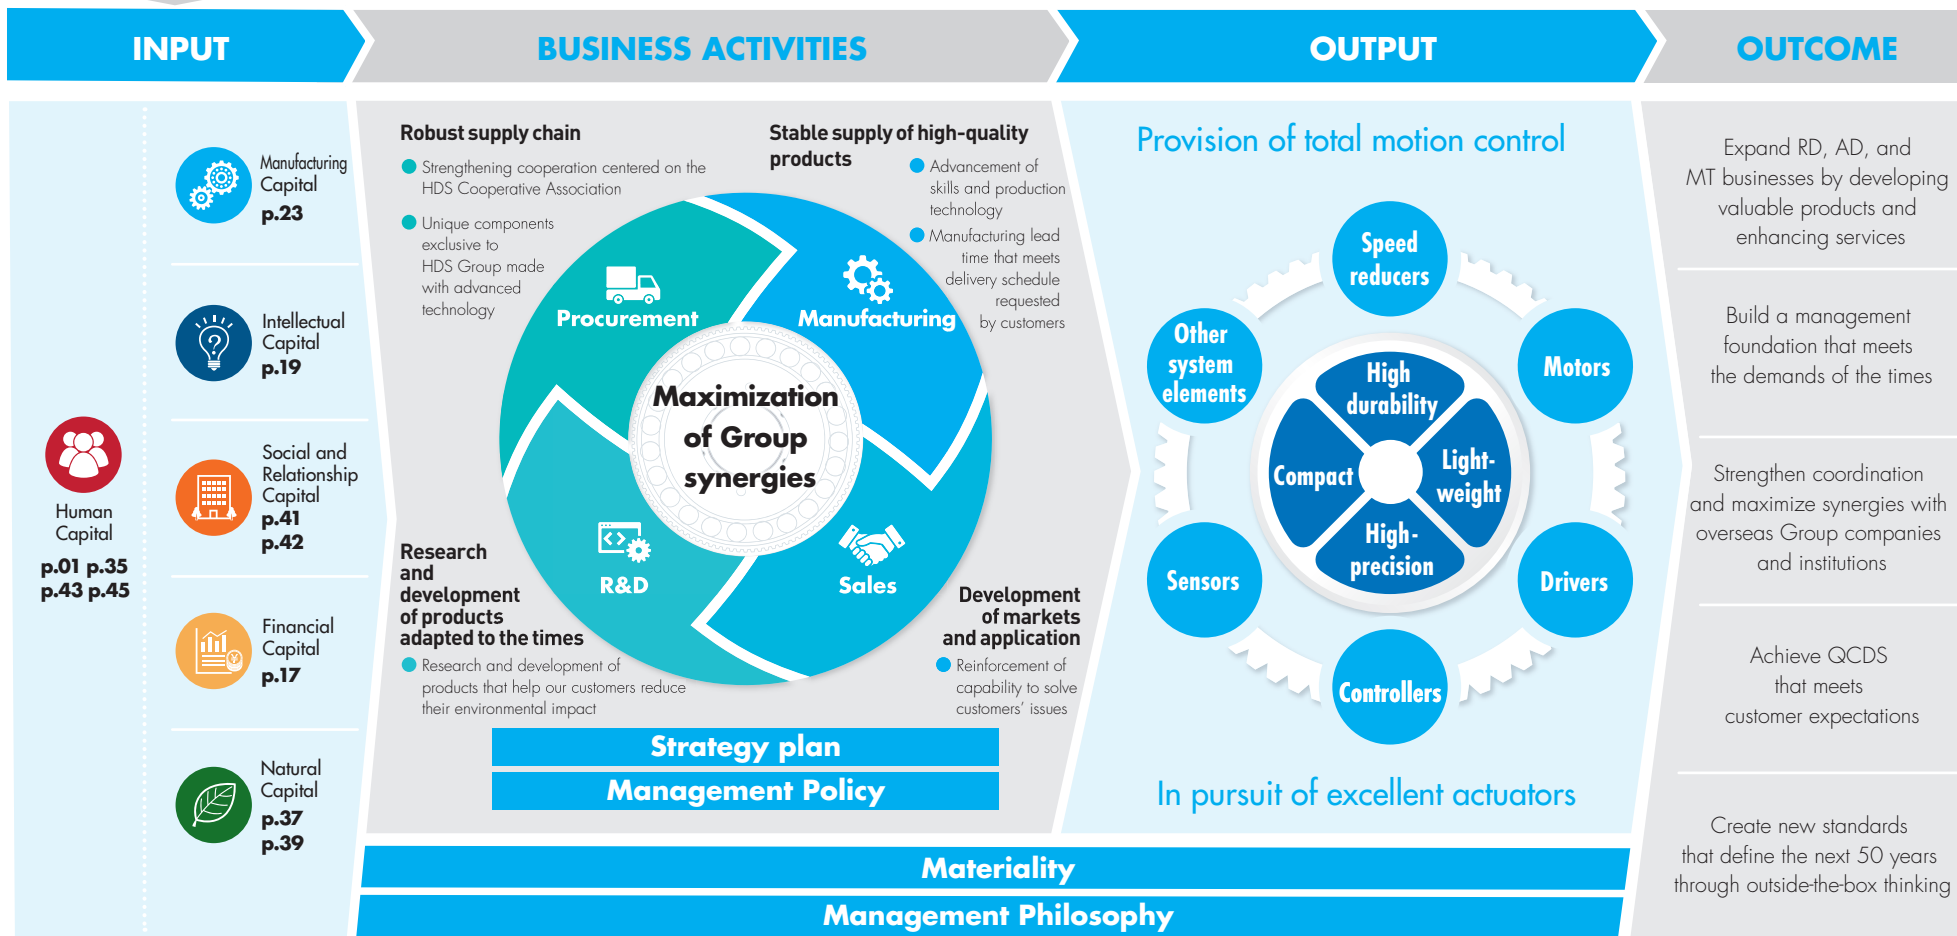 INPUT
BUSINESS ACTIVITIES
OUTPUT
OUTCOME
Human
Capital
p.01 p.35
p.43 p.45
Manufacturing
Capital
p.23
Intellectual
Capital
p.19
Social and
Relationship
Capital
p.41
p.42
Financial
Capital
p.17
Natural
Capital
p.37
p.39
Robust supply chain
Strengthening cooperation centered on the
HDS Cooperative Association
Unique components
exclusive to
HDS Group made
with advanced
technology
Stable supply of high-quality
products
Advancement of
skills and production
technology
Manufacturing lead
time that meets
delivery schedule
requested
by customers
Procurement
Manufacturing
Maximization
of Group
synergies
R&D
Sales
Research
and
development
of products
adapted to the times
Research and development of
products that help our customers reduce
their environmental impact
Development
of markets
and application
Reinforcement of
capability to solve
customers' issues
Strategy plan
Management Policy
Provision of total motion control
Speed
reducers
Motors
Drivers
Controllers
Sensors
Other
system
elements
High
durability
Light-
weight
High-
precision
Compact
In pursuit of excellent actuators
Materiality
Management Philosophy
Expand RD, AD, and
MT businesses by developing
valuable products and
enhancing services
Build a management
foundation that meets
the demands of the times
Strengthen coordination
and maximize synergies with
overseas Group companies
and institutions
Achieve QCDS
that meets
customer expectations
Create new standards
that define the next 50 years
through outside-the-box thinking